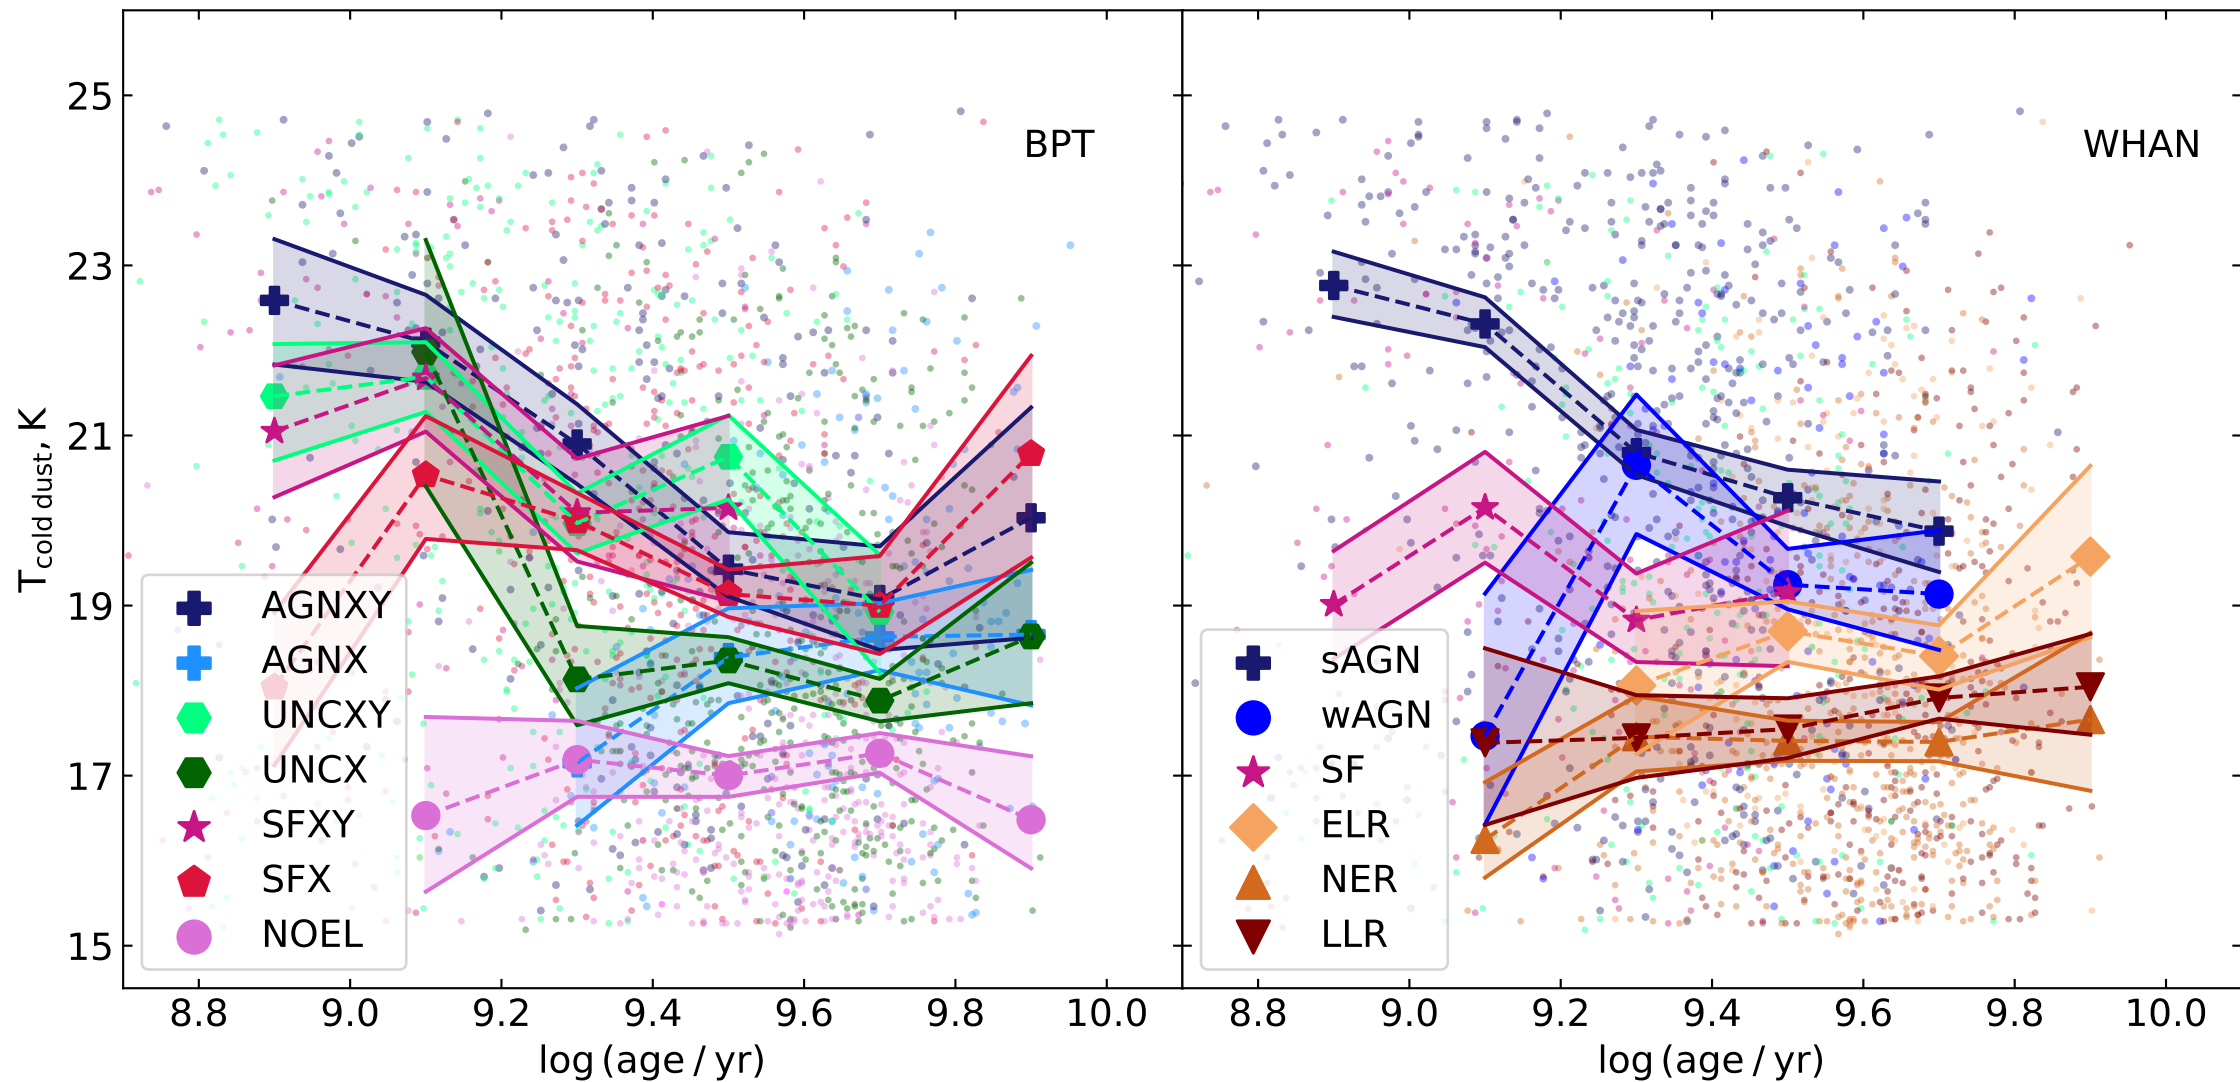 BPT
WHAN
25
23
21
19
17
15
T cold dust, K
AGNXY
AGNX
UNCXY
UNCX
SFXY
SFX
NOEL
sAGN
wAGN
SF
ELR
NER
LLR
8.8 9.0 9.2 9.4 9.6 9.8 10.0
8.8 9.0 9.2 9.4 9.6 9.8 10.0
log (age / yr)
log (age / yr)